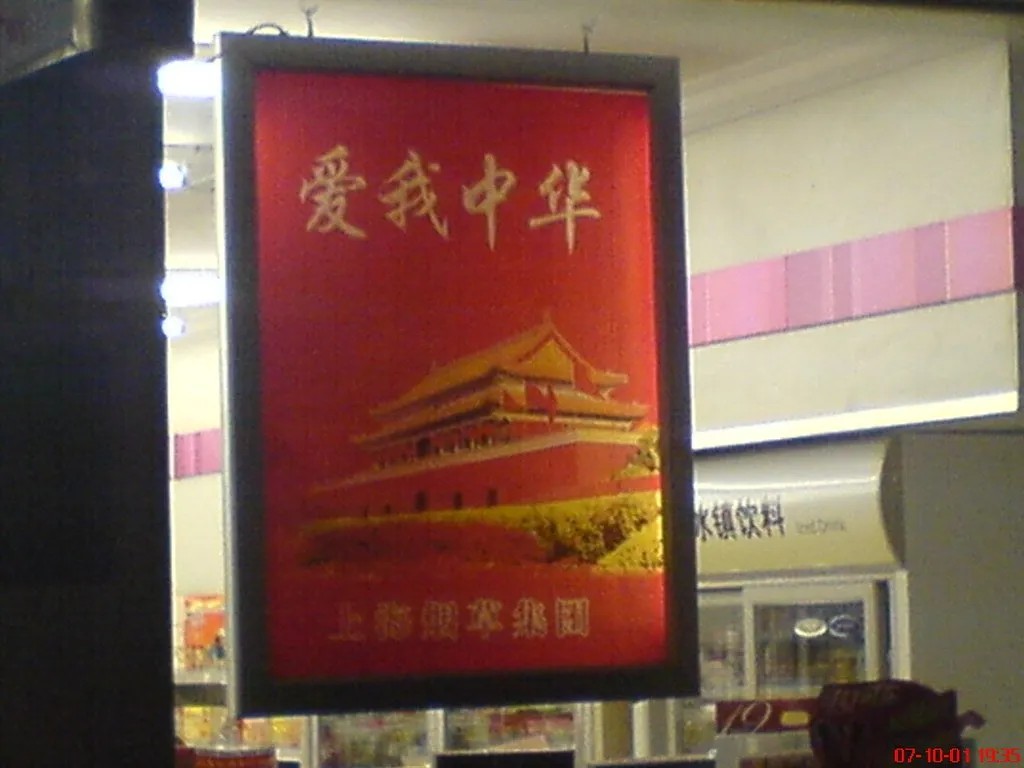 爱我中华
上海烟草集团
冰镇饮料 Iced Drink
19
07-10-01 19:35